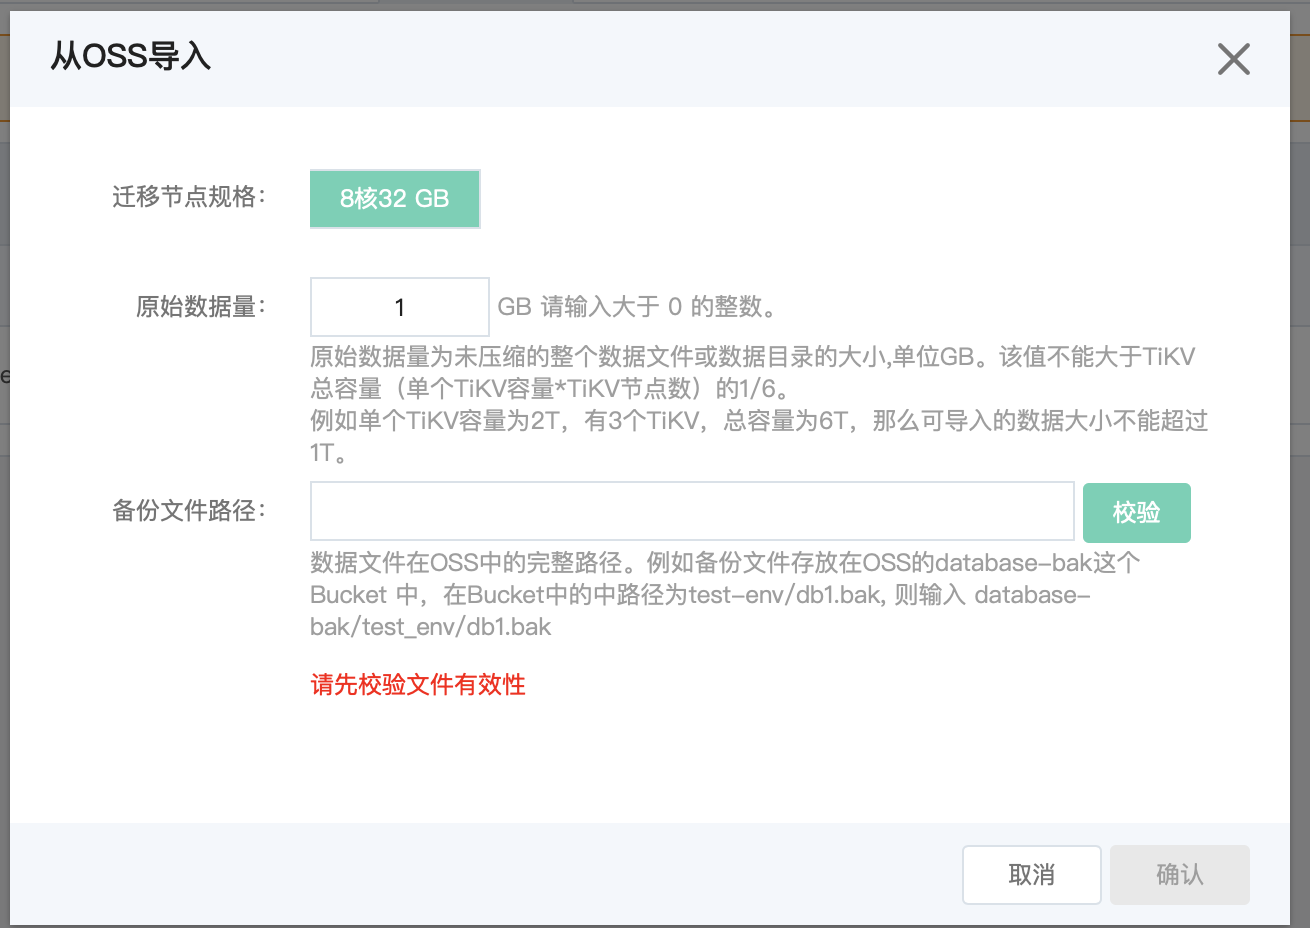 从OSS导入
迁移节点规格：
8核32 GB
原始数据量：
1
GB 请输入大于 0 的整数。
原始数据量为未压缩的整个数据文件或数据目录的大小,单位GB。该值不能大于TiKV
总容量（单个TiKV容量*TiKV节点数）的1/6。
例如单个TiKV容量为2T，有3个TiKV，总容量为6T，那么可导入的数据大小不能超过
1T。
备份文件路径：
校验
数据文件在OSS中的完整路径。例如备份文件存放在OSS的database-bak这个
Bucket 中，在Bucket中的中路径为test-env/db1.bak, 则输入 database-
bak/test_env/db1.bak
请先校验文件有效性
取消
确认
e